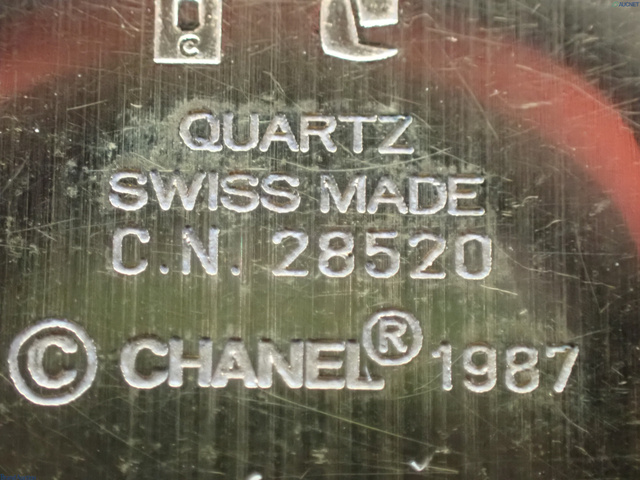 QUARTZ
SWISS MADE
C.N. 28520
© CHANEL® 1987